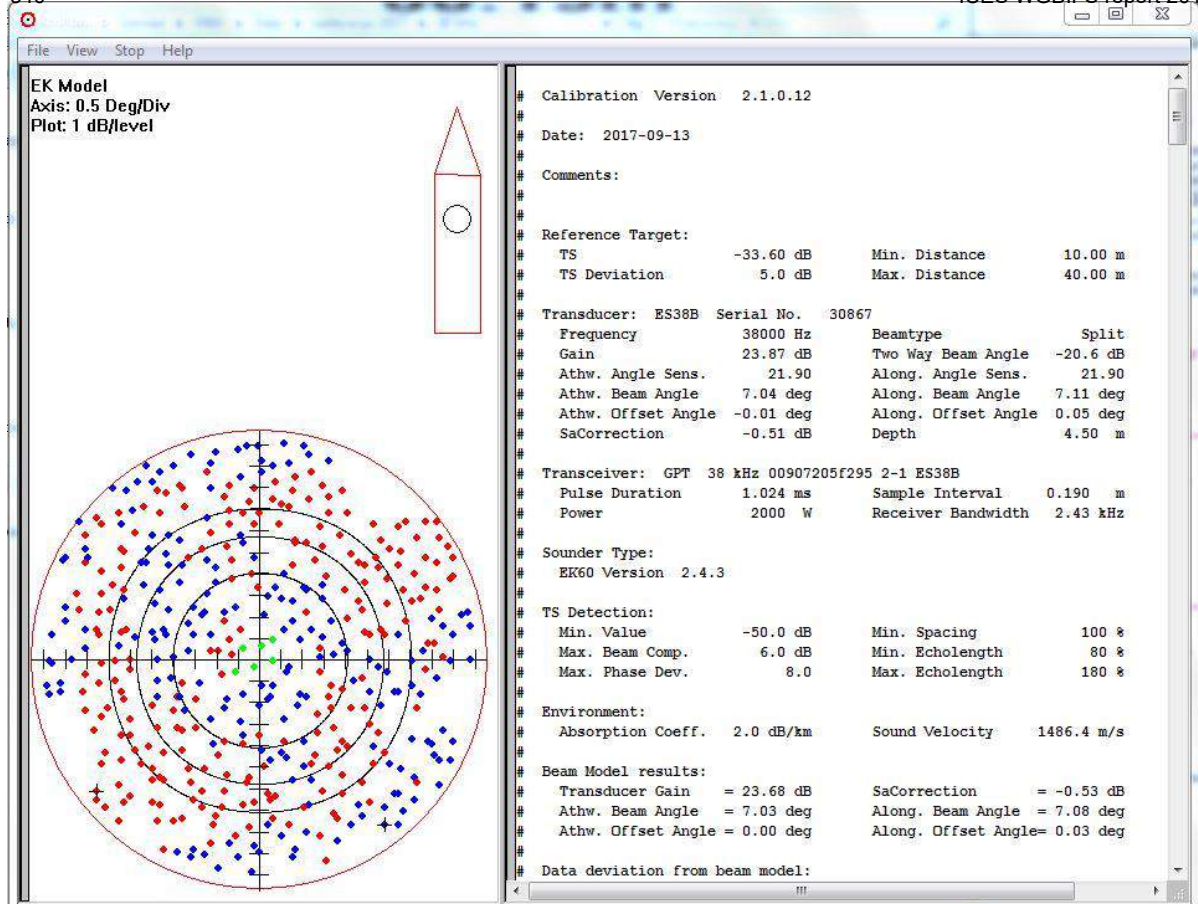 File View Stop Help
EK Model
Axis: 0.5 Deg/Div
Plot: 1 dB/level
# Calibration Version 2.1.0.12
#
# Date: 2017-09-13
#
# Comments:
#
#
# Reference Target:
# TS -33.60 dB Min. Distance 10.00 m
# TS Deviation 5.0 dB Max. Distance 40.00 m
#
# Transducer: ES38B Serial No. 30867
# Frequency 38000 Hz Beamtype Split
# Gain 23.87 dB Two Way Beam Angle -20.6 dB
# Athw. Angle Sens. 21.90 Along. Angle Sens. 21.90
# Athw. Beam Angle 7.04 deg Along. Beam Angle 7.11 deg
# Athw. Offset Angle -0.01 deg Along. Offset Angle 0.05 deg
# SaCorrection -0.51 dB Depth 4.50 m
#
# Transceiver: GPT 38 kHz 00907205f295 2-1 ES38B
# Pulse Duration 1.024 ms Sample Interval 0.190 m
# Power 2000 W Receiver Bandwidth 2.43 kHz
#
# Sounder Type:
# EK60 Version 2.4.3
#
# TS Detection:
# Min. Value -50.0 dB Min. Spacing 100 %
# Max. Beam Comp. 6.0 dB Min. Echolength 80 %
# Max. Phase Dev. 8.0 Max. Echolength 180 %
#
# Environment:
# Absorption Coeff. 2.0 dB/km Sound Velocity 1486.4 m/s
#
# Beam Model results:
# Transducer Gain = 23.68 dB SaCorrection = -0.53 dB
# Athw. Beam Angle = 7.03 deg Along. Beam Angle = 7.08 deg
# Athw. Offset Angle = 0.00 deg Along. Offset Angle= 0.03 deg
#
# Data deviation from beam model: